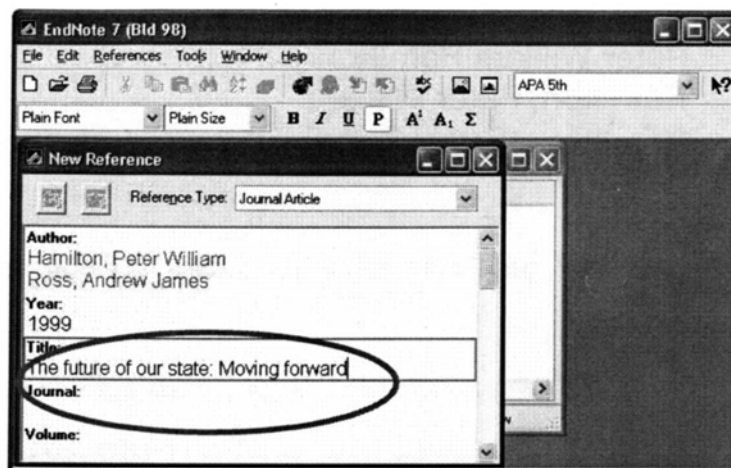 EndNote 7 (Bld 98)
File Edit References Tools Window Help
APA 5th
Plain Font Plain Size B I U P A¹ A₁ Σ
New Reference
Reference Type: Journal Article
Author:
Hamilton, Peter William
Ross, Andrew James
Year:
1999
Title:
The future of our state: Moving forward
Journal:
Volume: